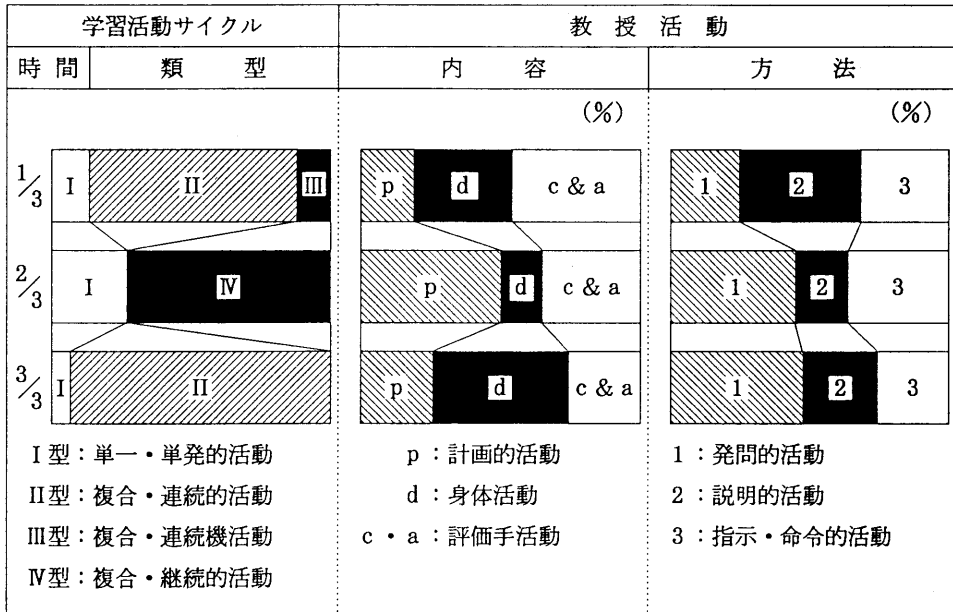 学習活動サイクル 教授活動
時間 類型 内容 方法
(%) (%)
1/3 I II III p d c & a 1 2 3
2/3 I IV p d c & a 1 2 3
3/3 I II p d c & a 1 2 3
I型：単一・単発的活動 p：計画的活動 1：発問的活動
II型：複合・連続的活動 d：身体活動 2：説明的活動
III型：複合・連続機活動 c・a：評価手活動 3：指示・命令的活動
IV型：複合・継続的活動